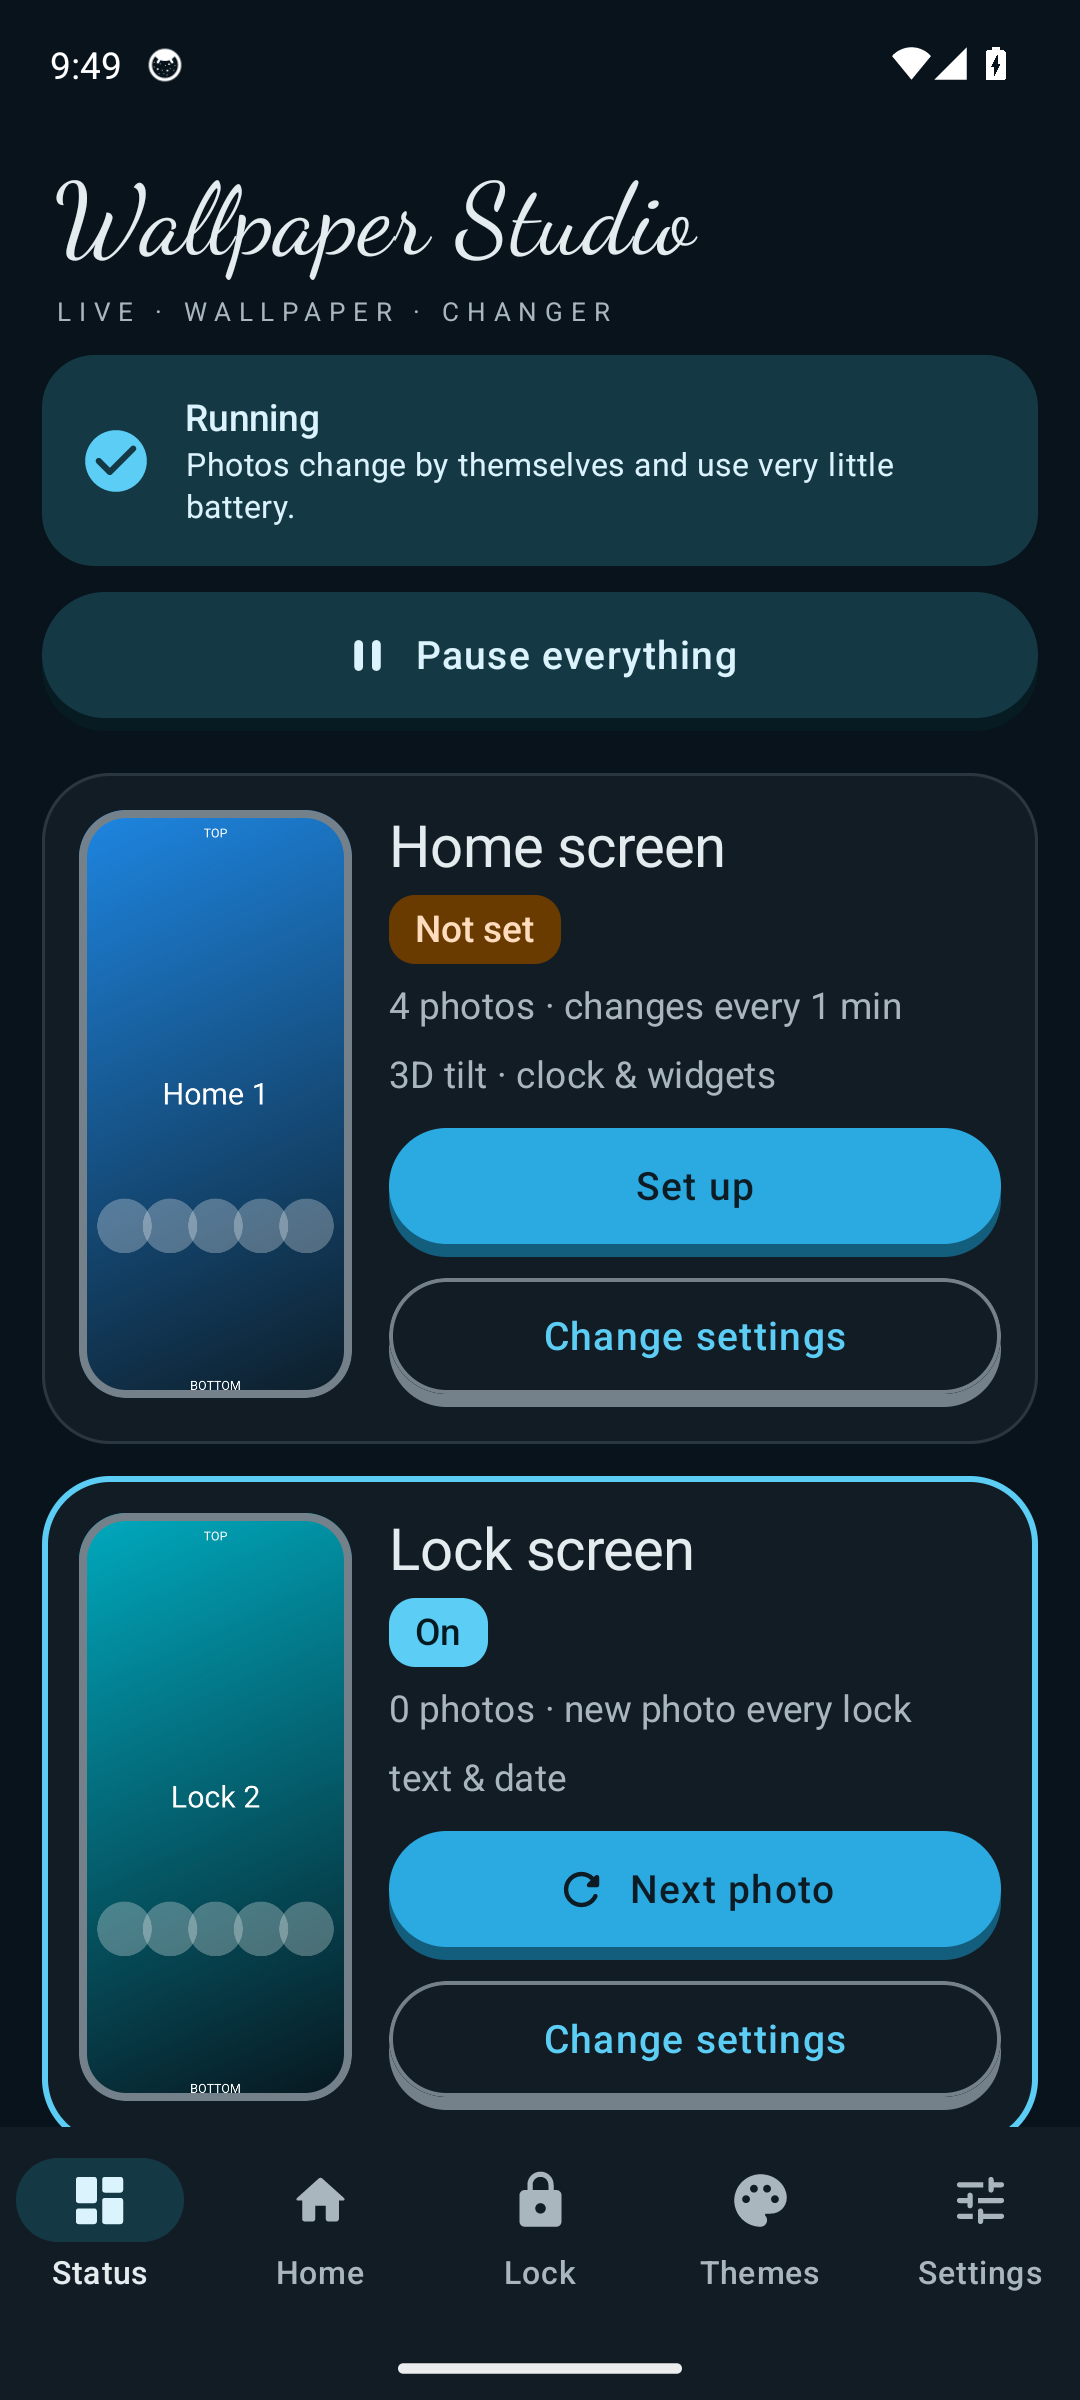 9:49
Wallpaper Studio
LIVE · WALLPAPER · CHANGER
Running
Photos change by themselves and use very little
battery.
Pause everything
TOP
Home 1
BOTTOM
Home screen
Not set
4 photos · changes every 1 min
3D tilt · clock & widgets
Set up
Change settings
TOP
Lock 2
BOTTOM
Lock screen
On
0 photos · new photo every lock
text & date
Next photo
Change settings
Status
Home
Lock
Themes
Settings